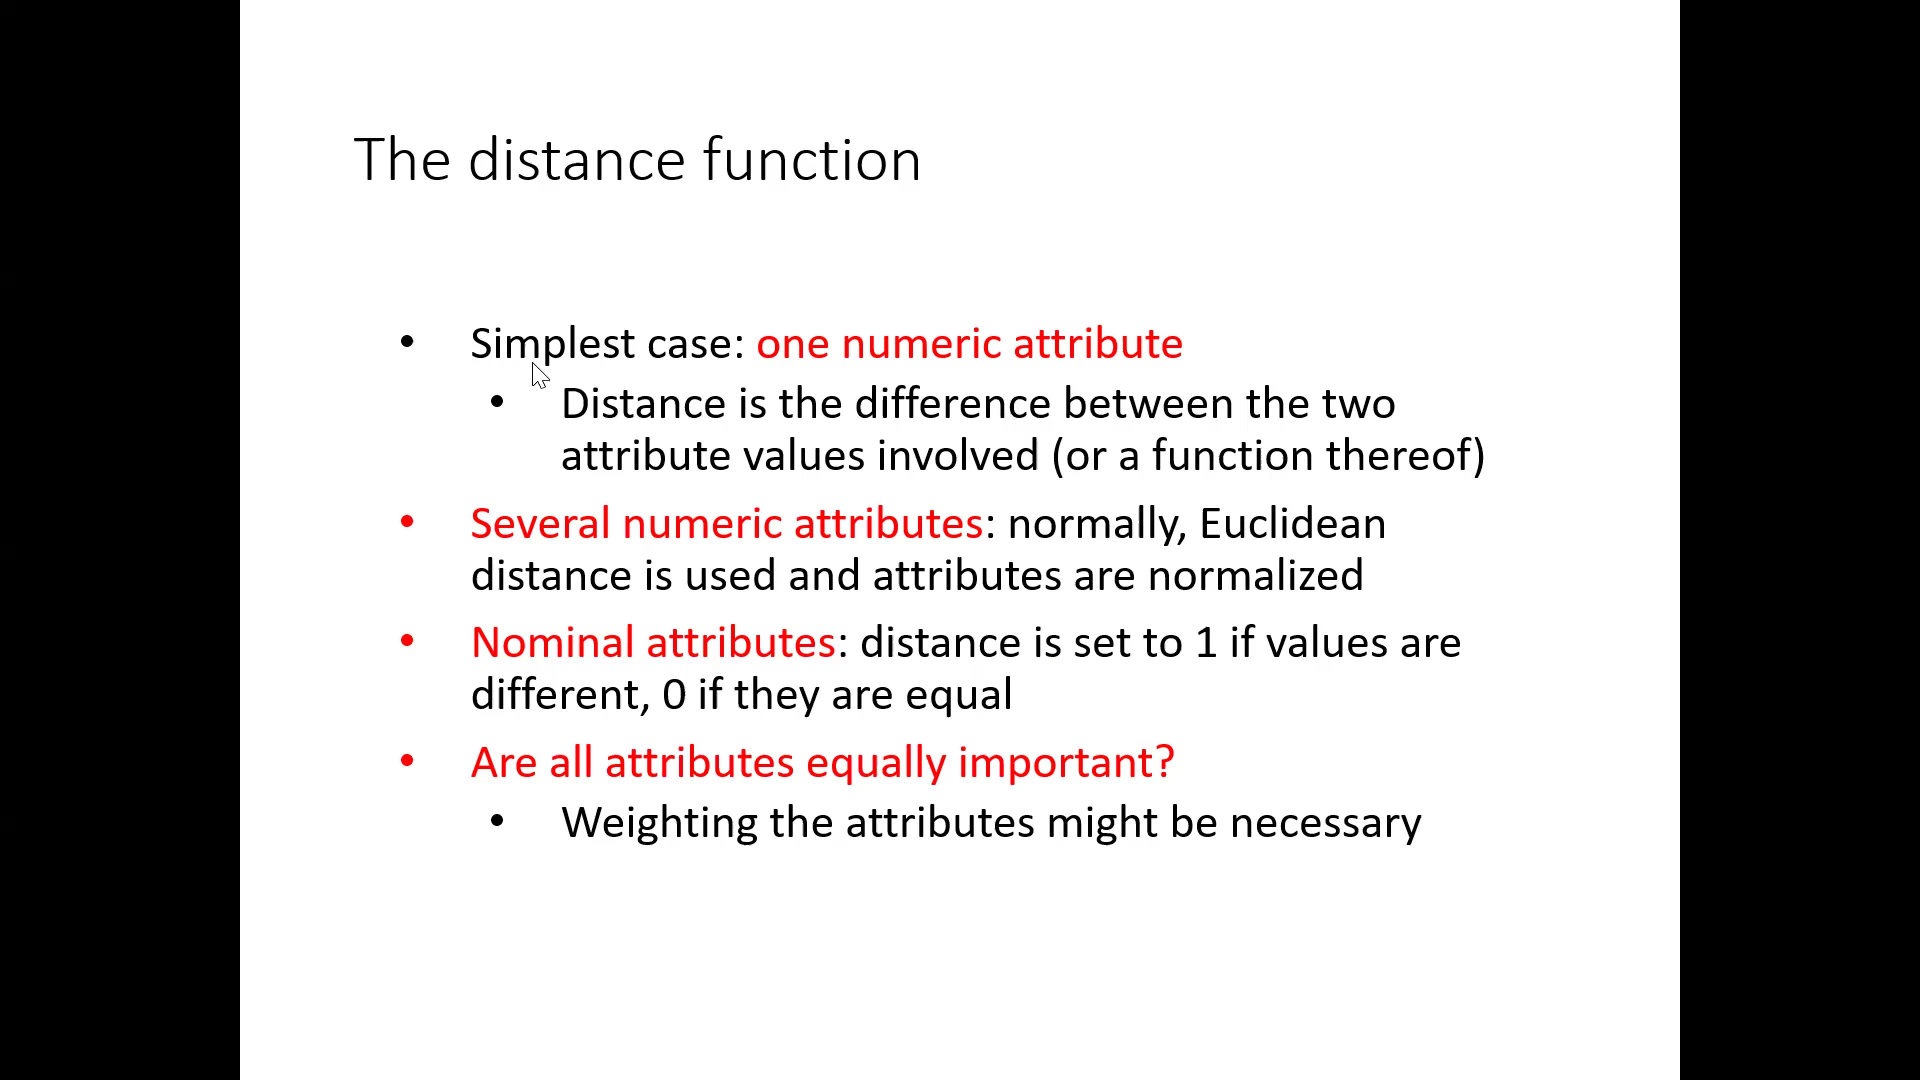 The distance function
• Simplest case: one numeric attribute
• Distance is the difference between the two
attribute values involved (or a function thereof)
• Several numeric attributes: normally, Euclidean
distance is used and attributes are normalized
• Nominal attributes: distance is set to 1 if values are
different, 0 if they are equal
• Are all attributes equally important?
• Weighting the attributes might be necessary